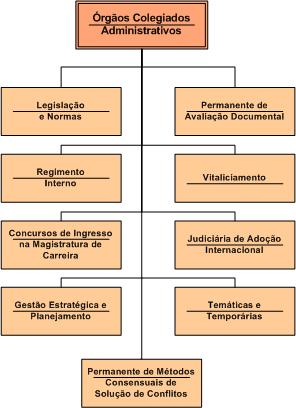 Órgãos Colegiados
Administrativos
Legislação
e Normas
Permanente de
Avaliação Documental
Regimento
Interno
Vitaliciamento
Concursos de Ingresso
na Magistratura de
Carreira
Judiciária de Adoção
Internacional
Gestão Estratégica e
Planejamento
Temáticas e
Temporárias
Permanente de Métodos
Consensuais de
Solução de Conflitos